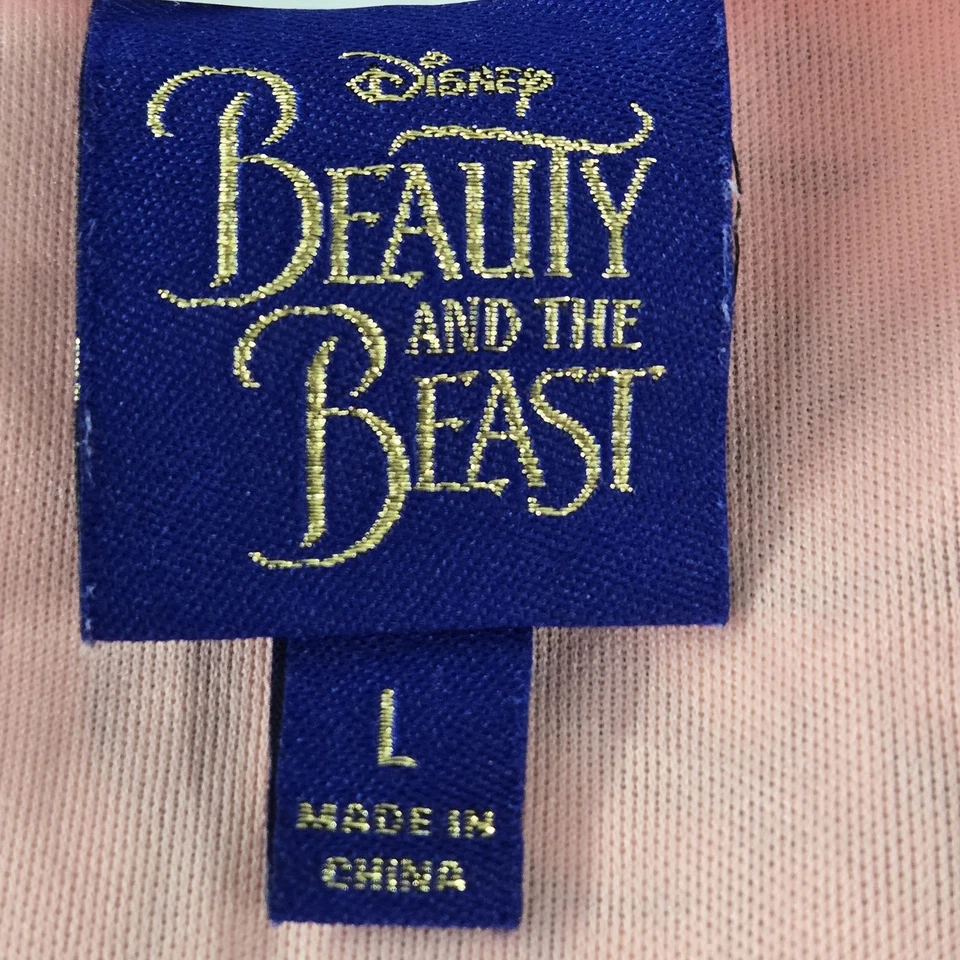 Disney
BEAUTY
AND THE
BEAST
L
MADE IN
CHINA